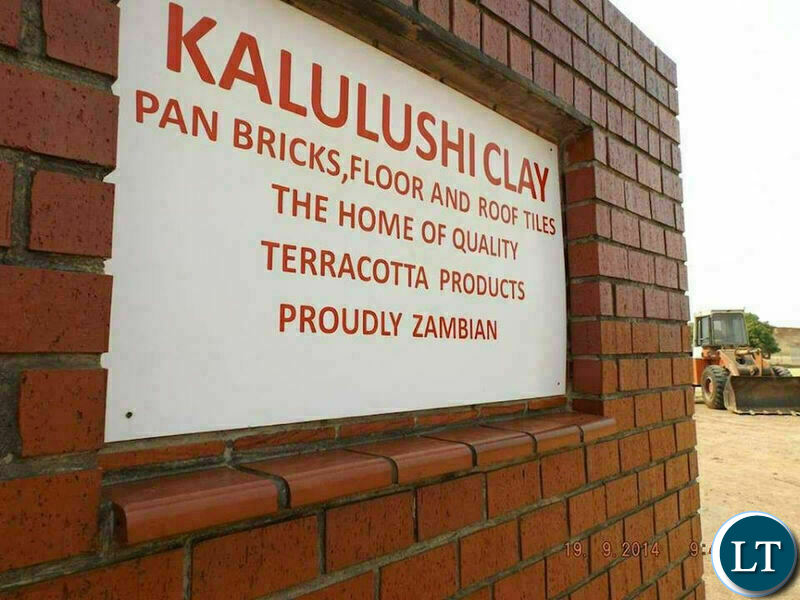 KALULUSHI CLAY
PAN BRICKS,FLOOR AND ROOF TILES
THE HOME OF QUALITY
TERRACOTTA PRODUCTS
PROUDLY ZAMBIAN
19. 9.2014
LT